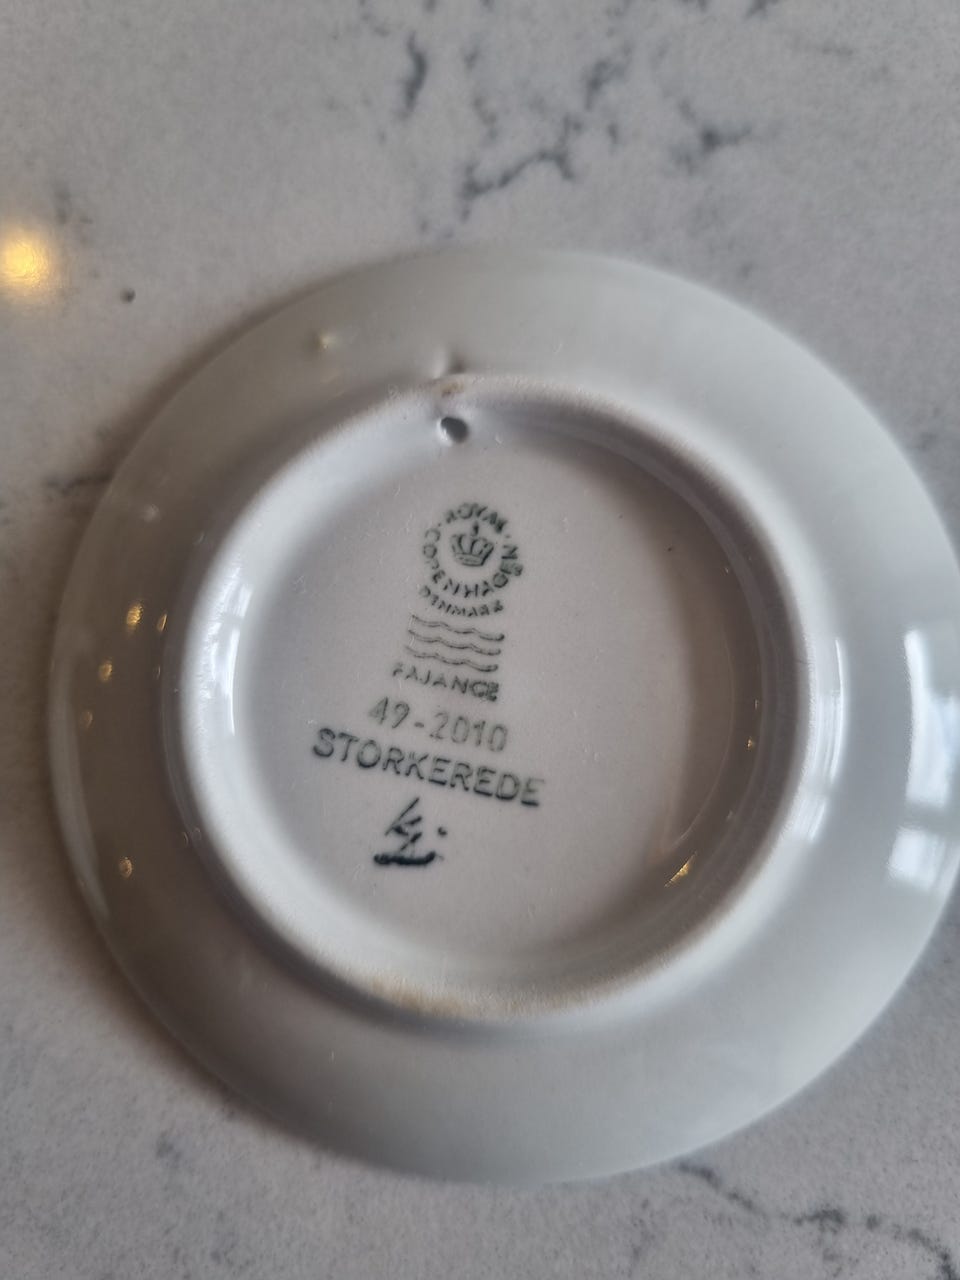 ROYAL COPENHAGEN
DENMARK
FAJANCE
49-2010
STORKEREDE